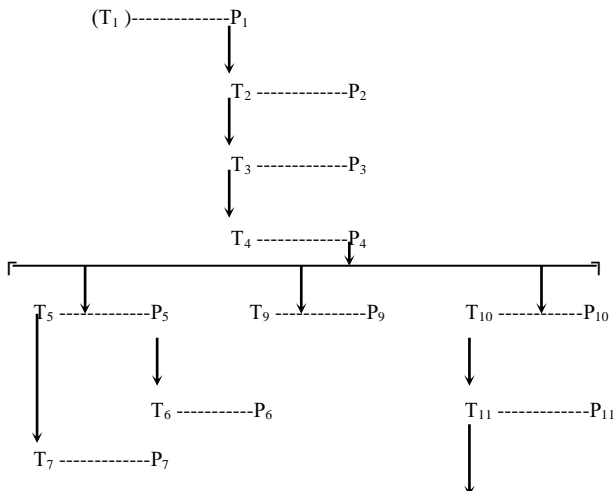 (T₁ )--------------P₁
T₂ --------------P₂
T₃ --------------P₃
T₄ --------------P₄
T₅ --------------P₅ T₉ --------------P₉ T₁₀ -----------P₁₀
T₆ -----------P₆ T₁₁ --------------P₁₁
T₇ --------------P₇